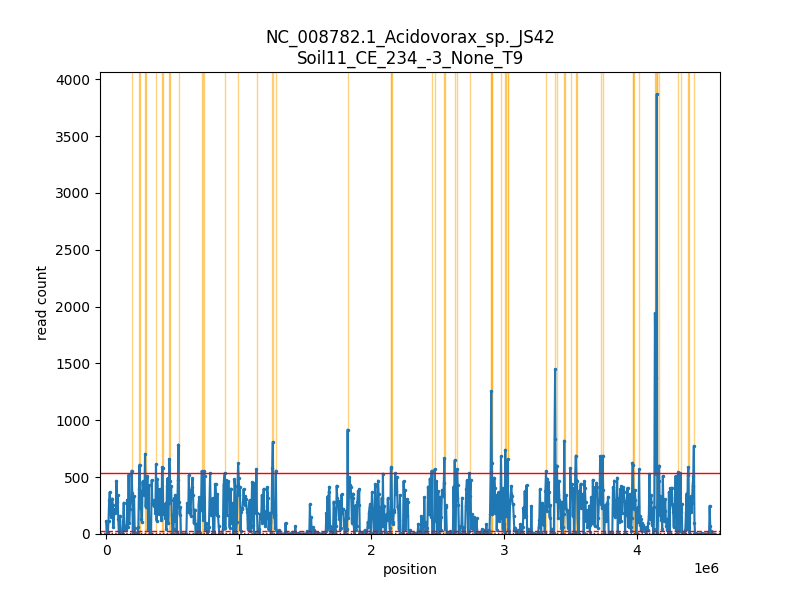 NC_008782.1_Acidovorax_sp._JS42
Soil11_CE_234_-3_None_T9
4000
3500
3000
2500
2000
1500
1000
500
0
read count
0 1 2 3 4
1e6
position